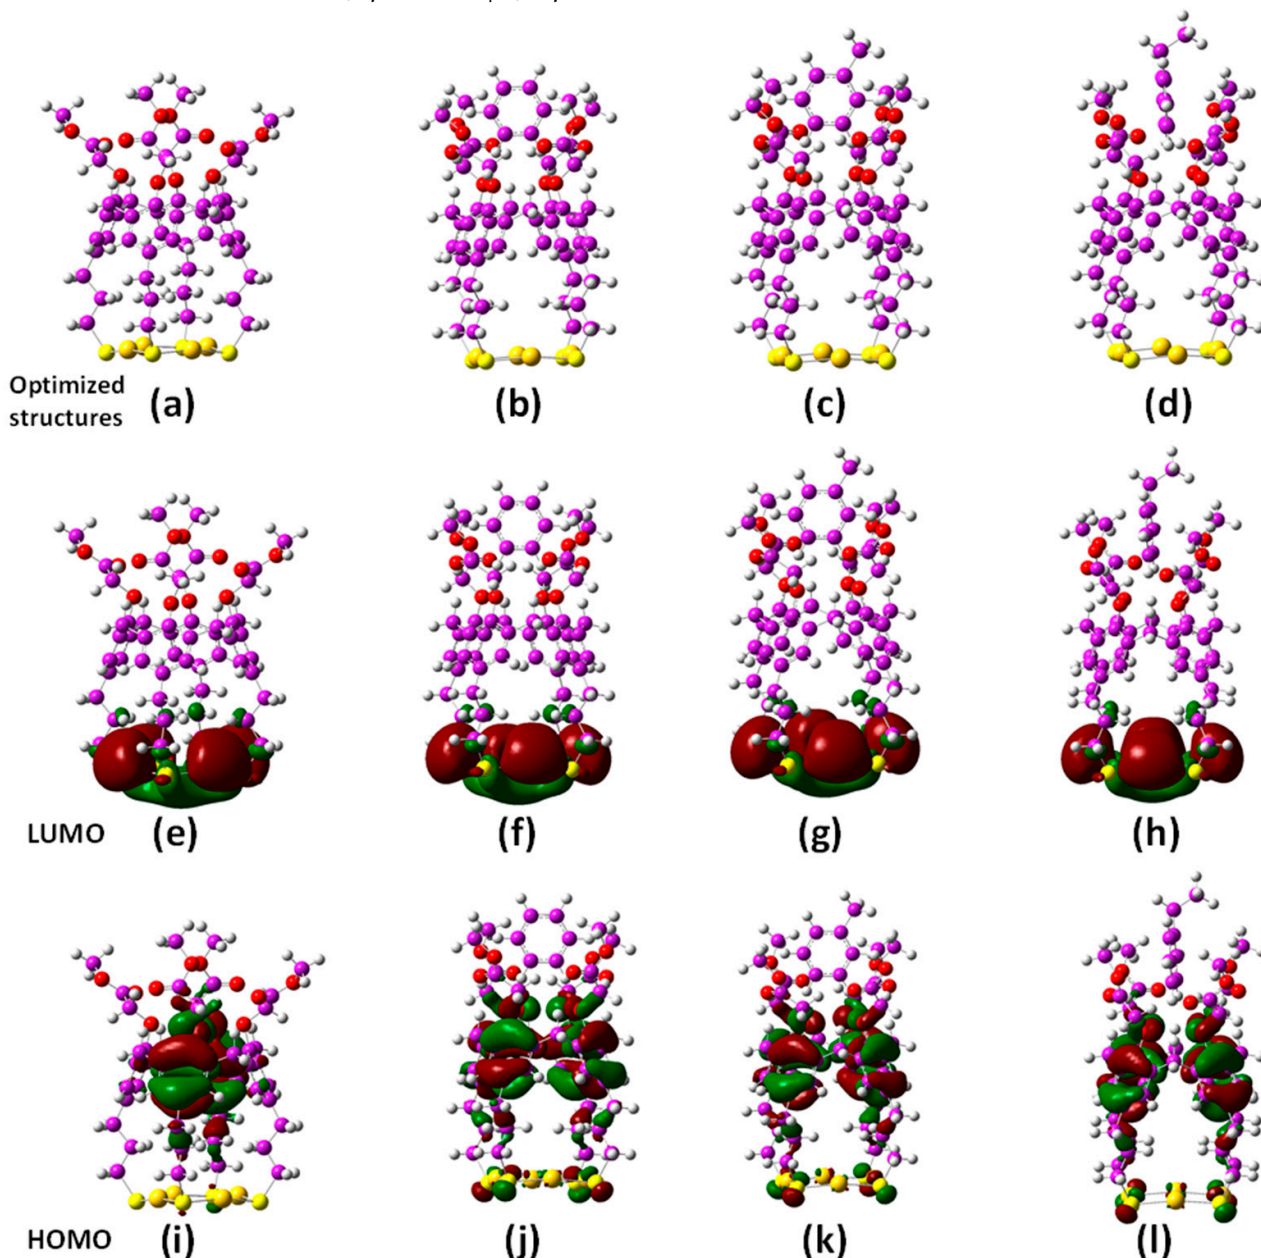 Optimized
structures
(a)
(b)
(c)
(d)
LUMO
(e)
(f)
(g)
(h)
HOMO
(i)
(j)
(k)
(l)